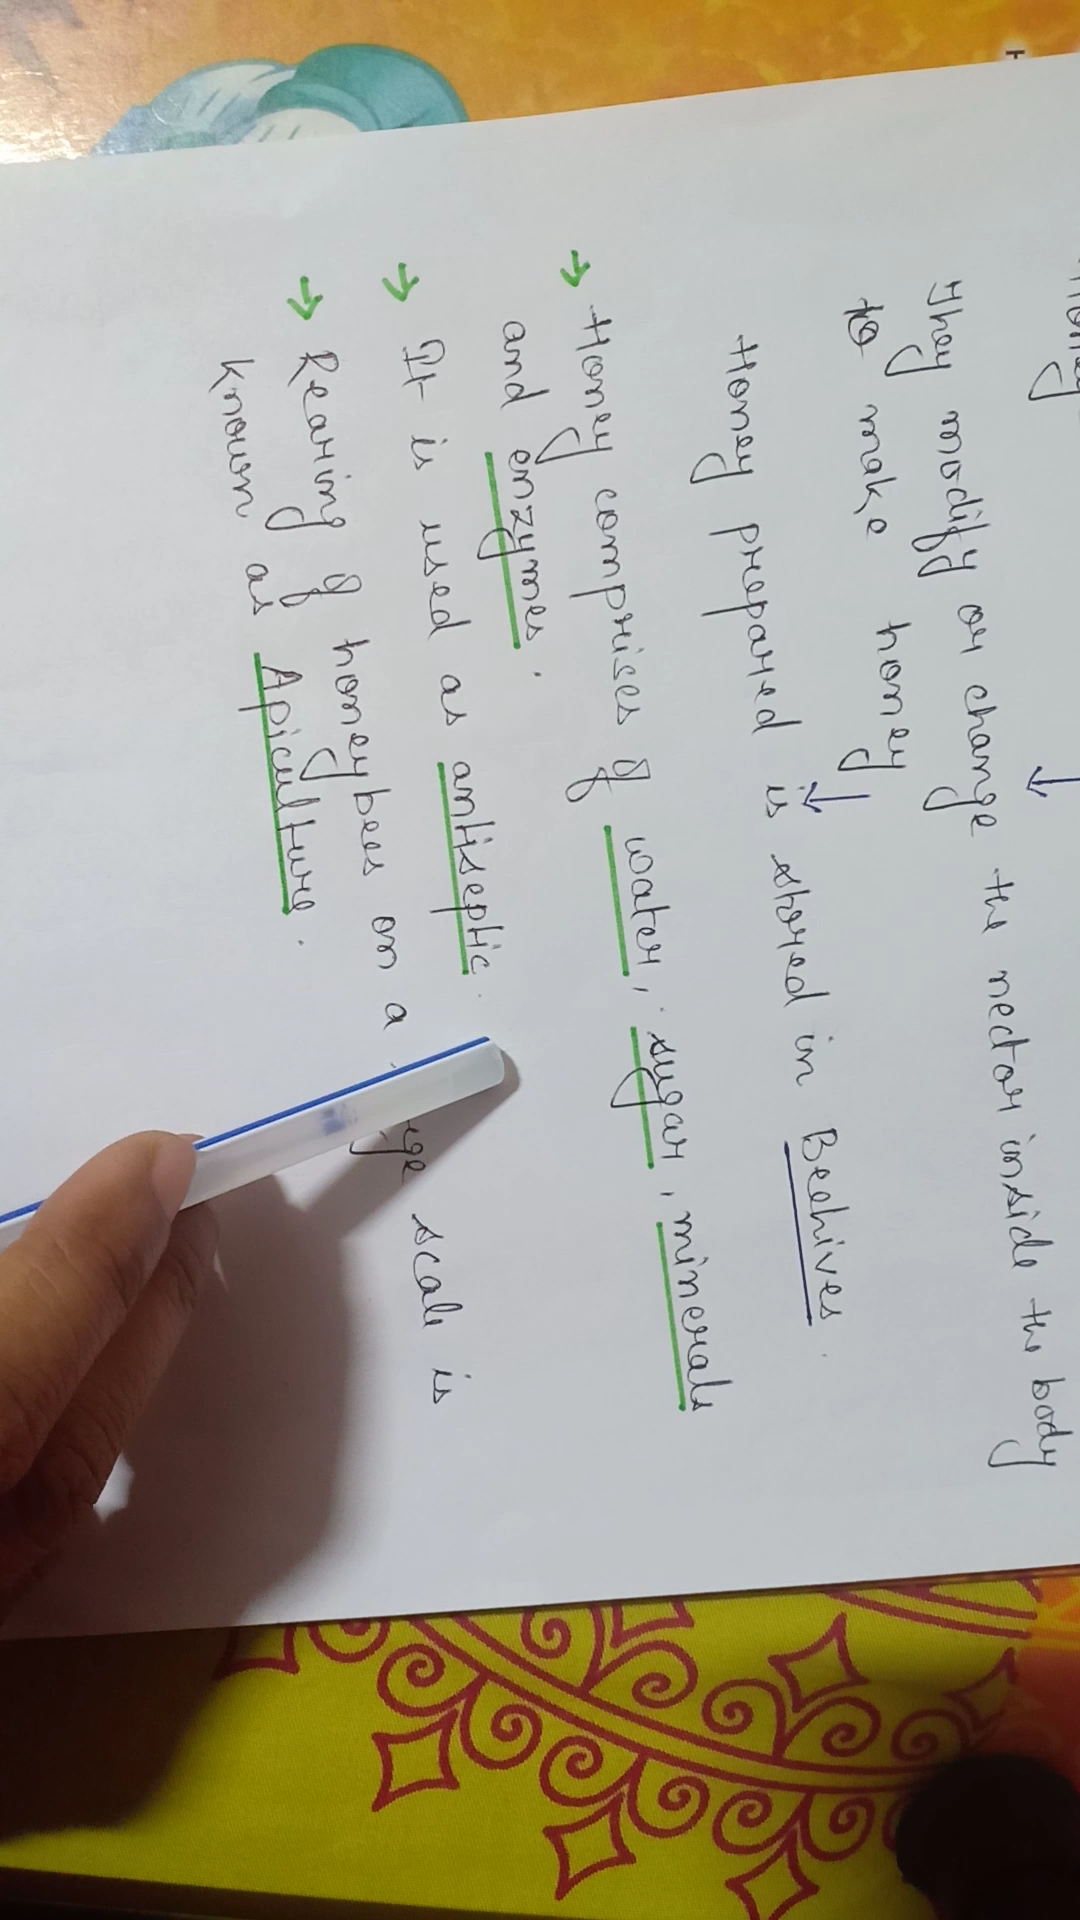 They modify or change the nectar inside the body
to make honey
Honey prepared is stored in Beehives.
→ Honey comprises of water, sugar, minerals
and enzymes.
→ It is used as antiseptic.
→ Rearing of honeybees on a scale is
known as Apiculture.